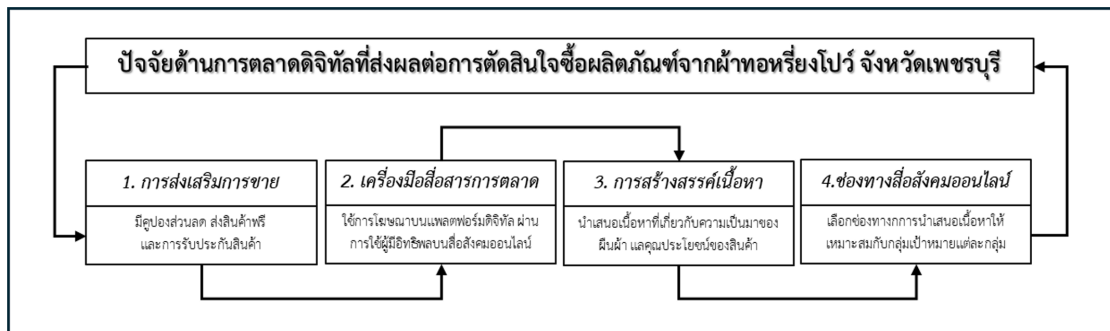 ปัจจัยด้านการตลาดดิจิทัลที่ส่งผลต่อการตัดสินใจซื้อผลิตภัณฑ์จากผ้าทอหรี่ยงโปว์ จังหวัดเพชรบุรี
1. การส่งเสริมการขาย
มีคูปองส่วนลด ส่งสินค้าฟรี
และการรับประกันสินค้า
2. เครื่องมือสื่อสารการตลาด
ใช้การโฆษณาบนแพลตฟอร์มดิจิทัล ผ่าน
การใช้ผู้มีอิทธิพลบนสื่อสังคมออนไลน์
3. การสร้างสรรค์เนื้อหา
นำเสนอเนื้อหาที่เกี่ยวกับความเป็นมาของ
ผืนผ้า แลคุณประโยชน์ของสินค้า
4.ช่องทางสื่อสังคมออนไลน์
เลือกช่องทางกการนำเสนอเนื้อหาให้
เหมาะสมกับกลุ่มเป้าหมายแต่ละกลุ่ม